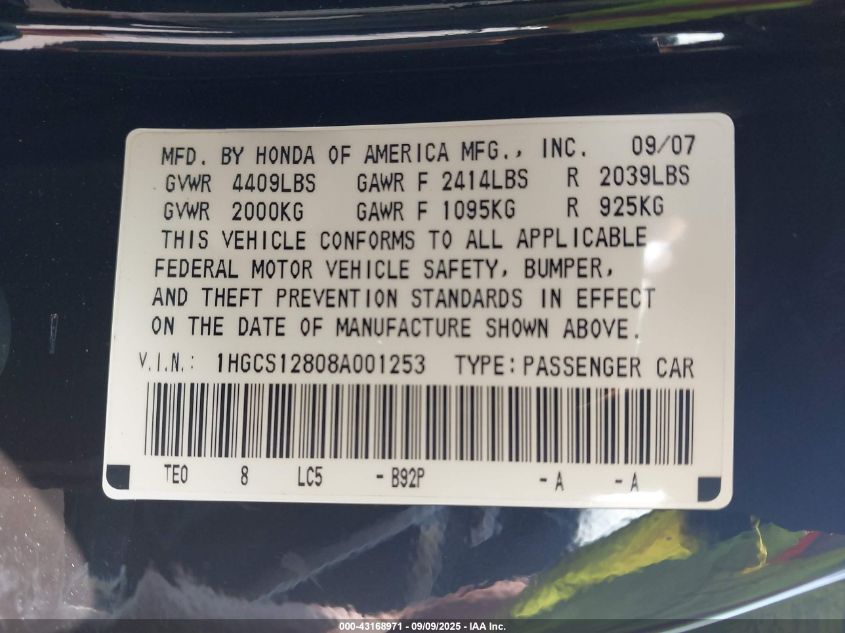 MFD. BY HONDA OF AMERICA MFG., INC. 09/07
GVWR 4409LBS GAWR F 2414LBS R 2039LBS
GVWR 2000KG GAWR F 1095KG R 925KG
THIS VEHICLE CONFORMS TO ALL APPLICABLE
FEDERAL MOTOR VEHICLE SAFETY, BUMPER,
AND THEFT PREVENTION STANDARDS IN EFFECT
ON THE DATE OF MANUFACTURE SHOWN ABOVE.
V.I.N.: 1HGCS12808A001253 TYPE: PASSENGER CAR
TE0 8 LC5 - B92P - A - A
000-43168971 - 09/09/2025 - IAA Inc.